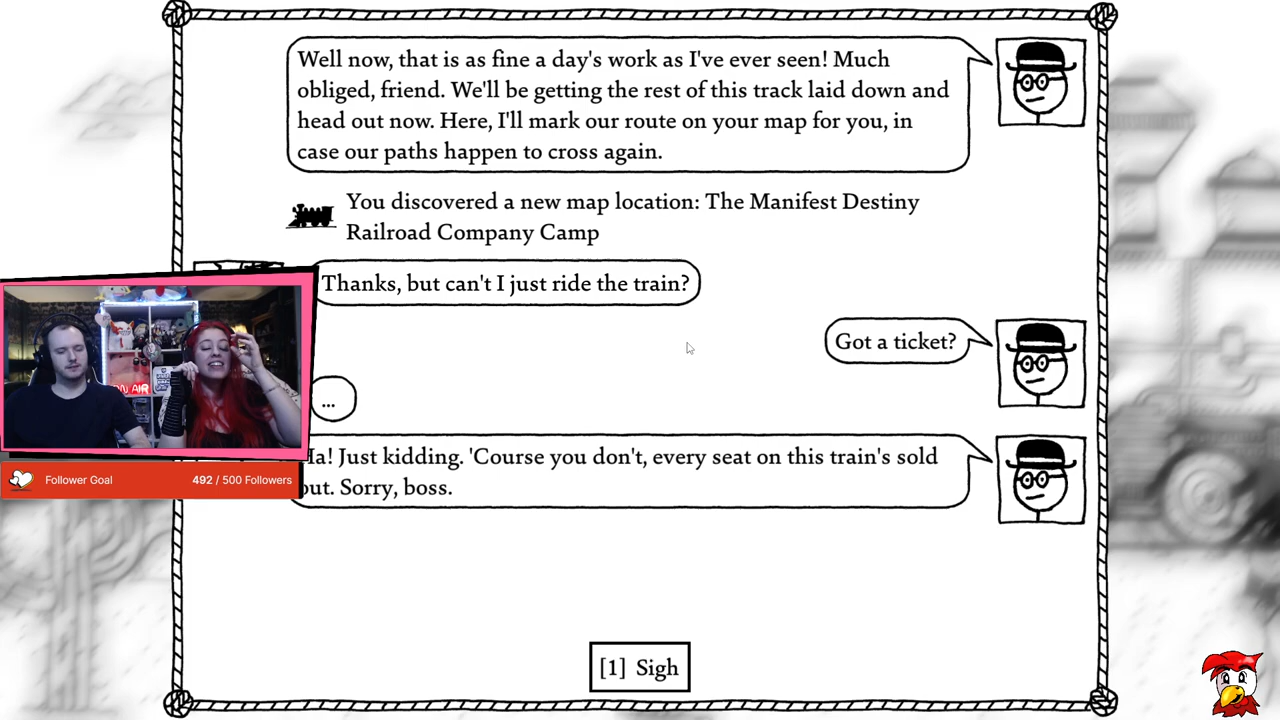 Well now, that is as fine a day's work as I've ever seen! Much
obliged, friend. We'll be getting the rest of this track laid down and
head out now. Here, I'll mark our route on your map for you, in
case our paths happen to cross again.
You discovered a new map location: The Manifest Destiny
Railroad Company Camp
Thanks, but can't I just ride the train?
Got a ticket?
...
Ha! Just kidding. 'Course you don't, every seat on this train's sold
out. Sorry, boss.
ON AIR
Follower Goal 492 / 500 Followers
[1] Sigh